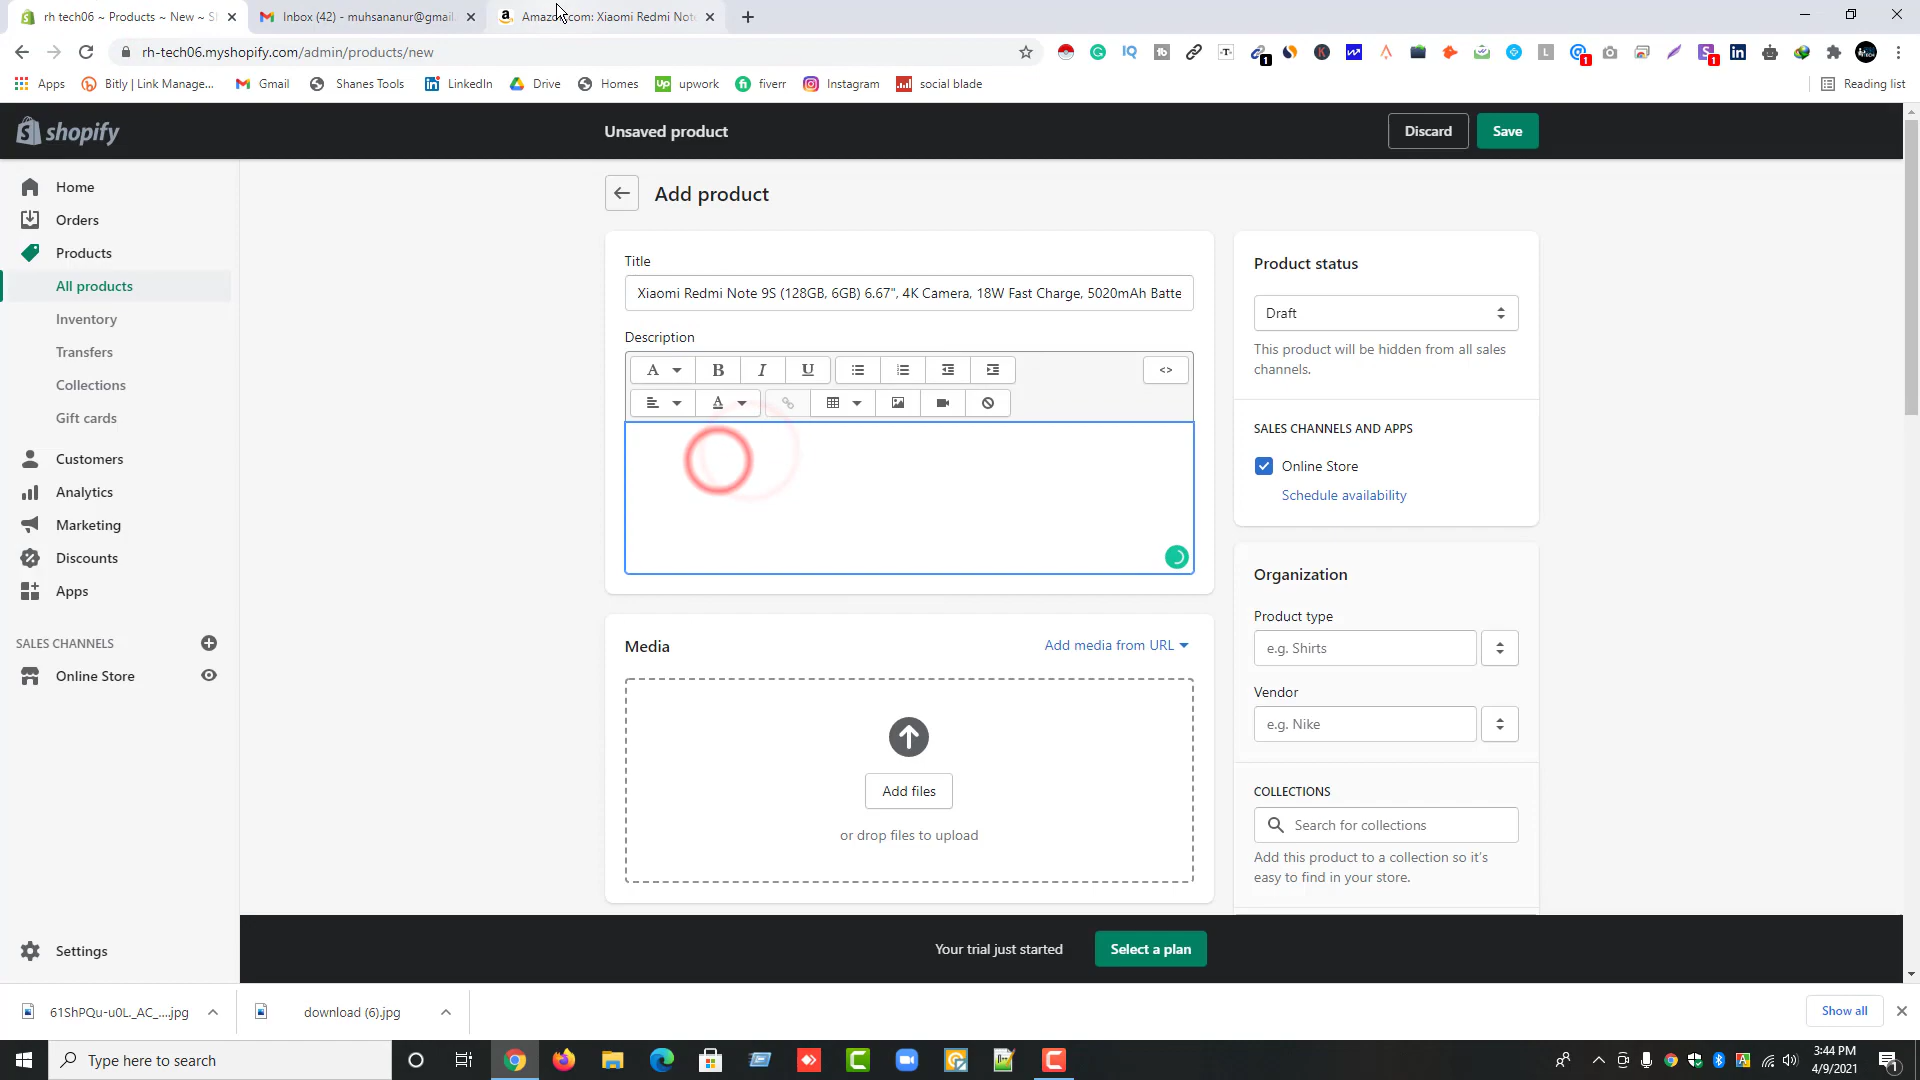 rh tech06 ~ Products ~ New ~ S
Inbox (42) - muhsananur@gmail.
Amazon.com: Xiaomi Redmi Note
rh-tech06.myshopify.com/admin/products/new
Apps
Bitly | Link Manage...
Gmail
Shanes Tools
LinkedIn
Drive
Homes
upwork
fiverr
Instagram
social blade
Reading list
shopify
Unsaved product
Discard
Save
Home
Orders
Products
All products
Inventory
Transfers
Collections
Gift cards
Customers
Analytics
Marketing
Discounts
Apps
SALES CHANNELS
Online Store
Settings
Add product
Title
Xiaomi Redmi Note 9S (128GB, 6GB) 6.67", 4K Camera, 18W Fast Charge, 5020mAh Batte
Description
A B I U <>
A
Media
Add media from URL
Add files
or drop files to upload
Product status
Draft
This product will be hidden from all sales
channels.
SALES CHANNELS AND APPS
Online Store
Schedule availability
Organization
Product type
e.g. Shirts
Vendor
e.g. Nike
COLLECTIONS
Search for collections
Add this product to a collection so it's
easy to find in your store.
Your trial just started
Select a plan
61ShPQu-u0L._AC_....jpg
download (6).jpg
Show all
Type here to search
3:44 PM
4/9/2021